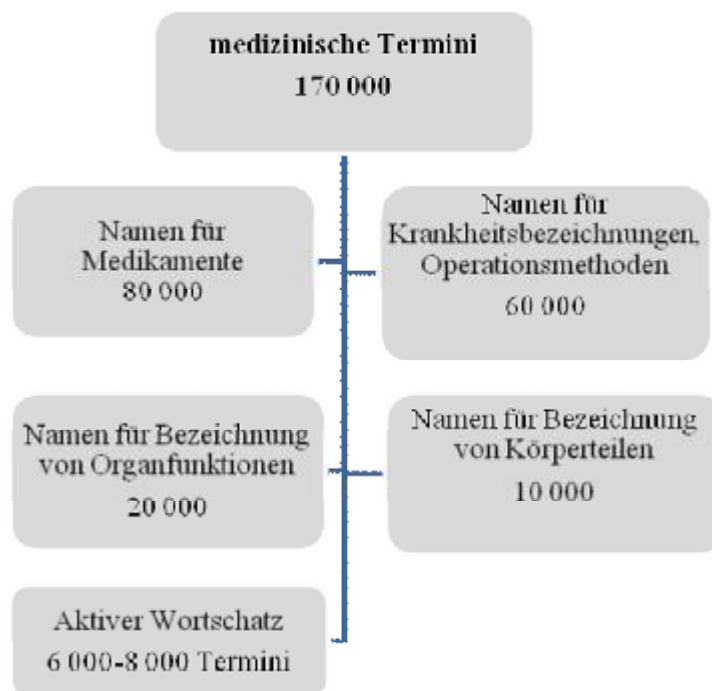 medizinische Termini
170 000
Namen für
Medikamente
80 000
Namen für
Krankheitsbezeichnungen,
Operationsmethoden
60 000
Namen für Bezeichnung
von Organfunktionen
20 000
Namen für Bezeichnung
von Körperteilen
10 000
Aktiver Wortschatz
6 000-8 000 Termini